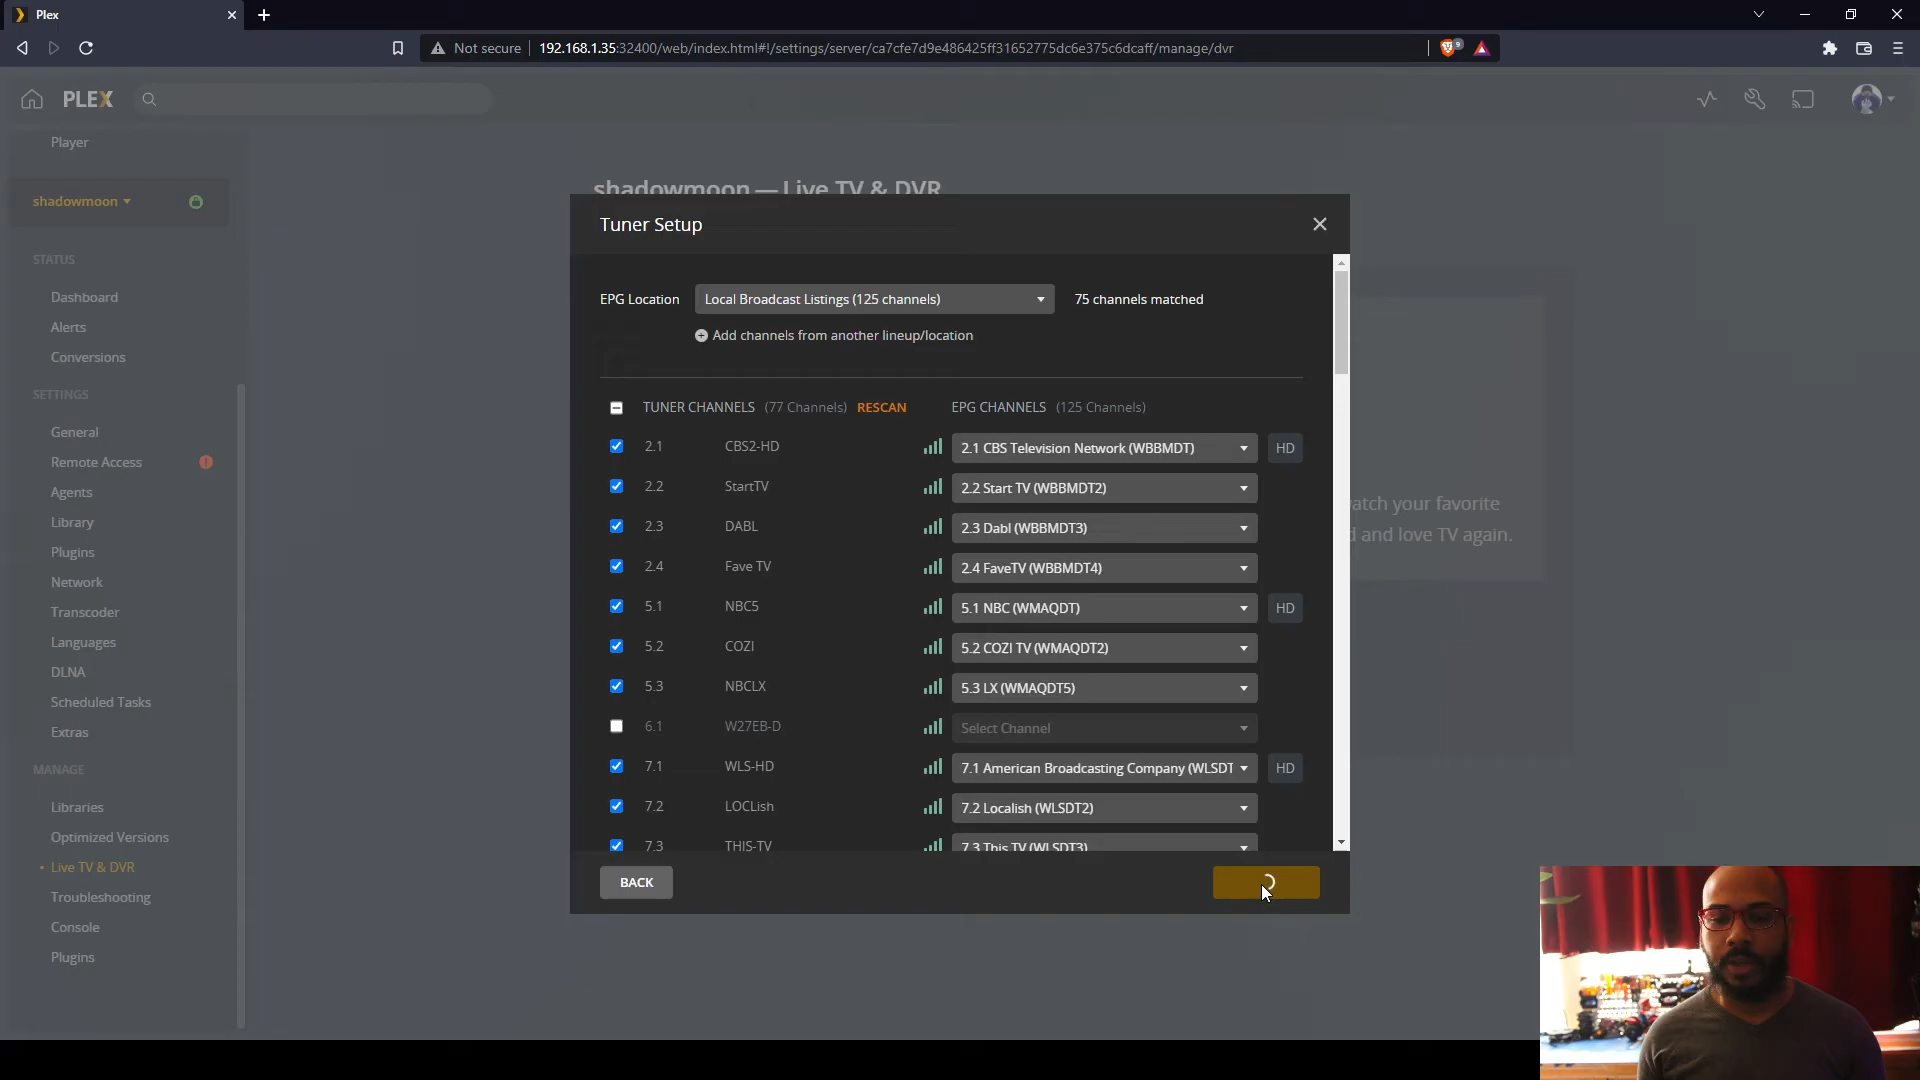 Plex
Not secure
192.168.1.35:32400/web/index.html#!/settings/server/ca7cfe7d9e486425ff31652775dc6e375c6dcaff/manage/dvr
9
PLEX
Player
shadowmoon
STATUS
Dashboard
Alerts
Conversions
SETTINGS
General
Remote Access
Agents
Library
Plugins
Network
Transcoder
Languages
DLNA
Scheduled Tasks
Extras
MANAGE
Libraries
Optimized Versions
Live TV & DVR
Troubleshooting
Console
Plugins
shadowmoon — Live TV & DVR
watch your favorite
and love TV again.
Tuner Setup
EPG Location
Local Broadcast Listings (125 channels)
75 channels matched
Add channels from another lineup/location
TUNER CHANNELS (77 Channels) RESCAN EPG CHANNELS (125 Channels)
2.1 CBS2-HD 2.1 CBS Television Network (WBBMDT) HD
2.2 StartTV 2.2 Start TV (WBBMDT2)
2.3 DABL 2.3 Dabl (WBBMDT3)
2.4 Fave TV 2.4 FaveTV (WBBMDT4)
5.1 NBC5 5.1 NBC (WMAQDT) HD
5.2 COZI 5.2 COZI TV (WMAQDT2)
5.3 NBCLX 5.3 LX (WMAQDT5)
6.1 W27EB-D Select Channel
7.1 WLS-HD 7.1 American Broadcasting Company (WLSDT HD
7.2 LOCLish 7.2 Localish (WLSDT2)
7.3 THIS-TV 7.3 This TV (WLSDT3)
BACK